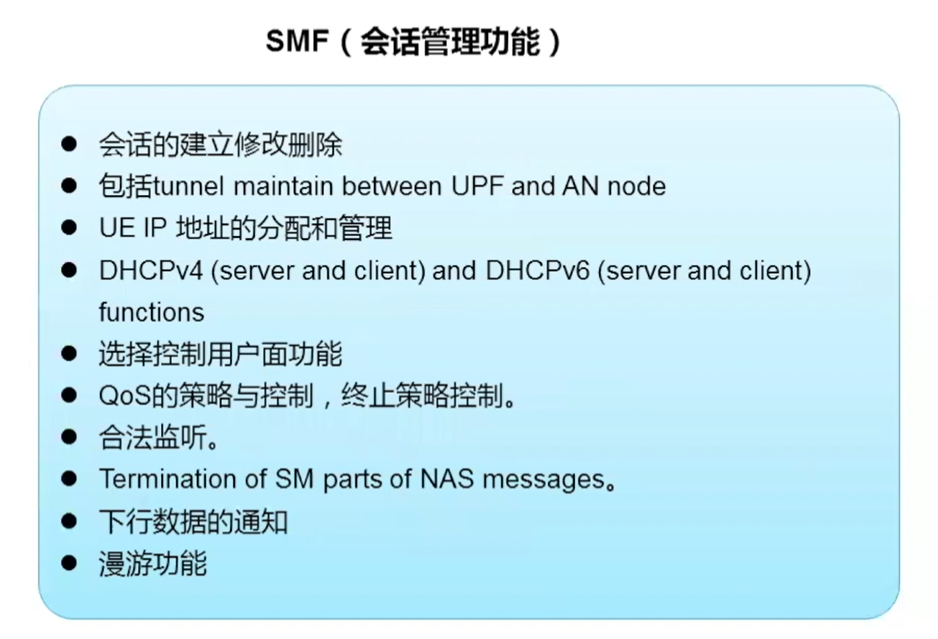 SMF（会话管理功能）
● 会话的建立修改删除
● 包括tunnel maintain between UPF and AN node
● UE IP 地址的分配和管理
● DHCPv4 (server and client) and DHCPv6 (server and client)
functions
● 选择控制用户面功能
● QoS的策略与控制，终止策略控制。
● 合法监听。
● Termination of SM parts of NAS messages。
● 下行数据的通知
● 漫游功能